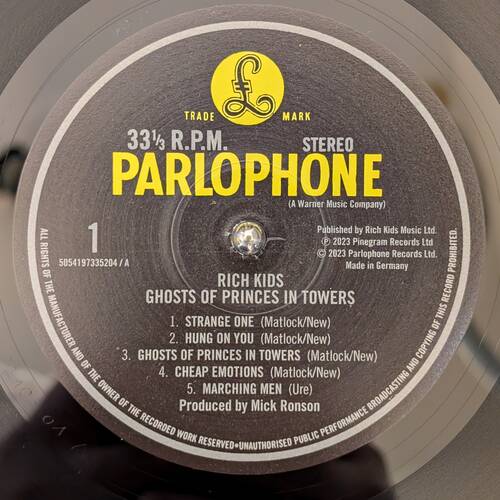 £
TRADE MARK
33⅓ R.P.M. STEREO
PARLOPHONE
(A Warner Music Company)
1
5054197335204 / A
Published by Rich Kids Music Ltd.
℗ 2023 Pinegram Records Ltd
© 2023 Parlophone Records Ltd
Made in Germany
RICH KIDS
GHOSTS OF PRINCES IN TOWERS
1. STRANGE ONE (Matlock/New)
2. HUNG ON YOU (Matlock/New)
3. GHOSTS OF PRINCES IN TOWERS (Matlock/New)
4. CHEAP EMOTIONS (Matlock/New)
5. MARCHING MEN (Ure)
Produced by Mick Ronson
ALL RIGHTS OF THE MANUFACTURER AND OF THE OWNER OF THE RECORDED WORK RESERVED•UNAUTHORISED PUBLIC PERFORMANCE BROADCASTING AND COPYING OF THIS RECORD PROHIBITED.